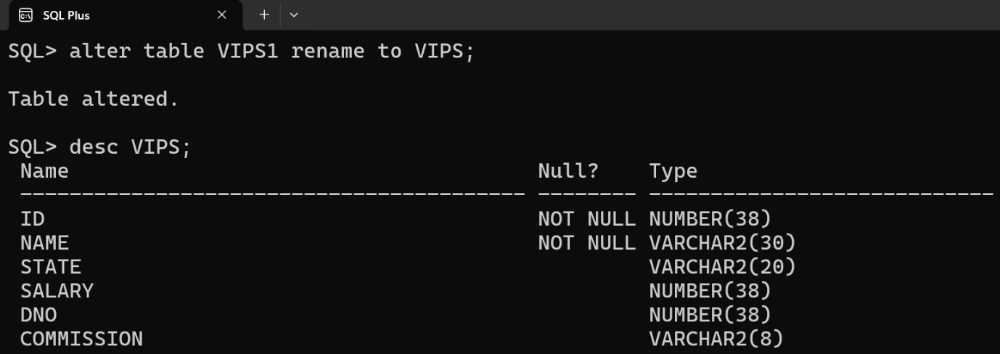 SQL Plus
SQL> alter table VIPS1 rename to VIPS;
Table altered.
SQL> desc VIPS;
Name Null? Type
----------------------------------------- -------- ----------------------------
ID NOT NULL NUMBER(38)
NAME NOT NULL VARCHAR2(30)
STATE VARCHAR2(20)
SALARY NUMBER(38)
DNO NUMBER(38)
COMMISSION VARCHAR2(8)